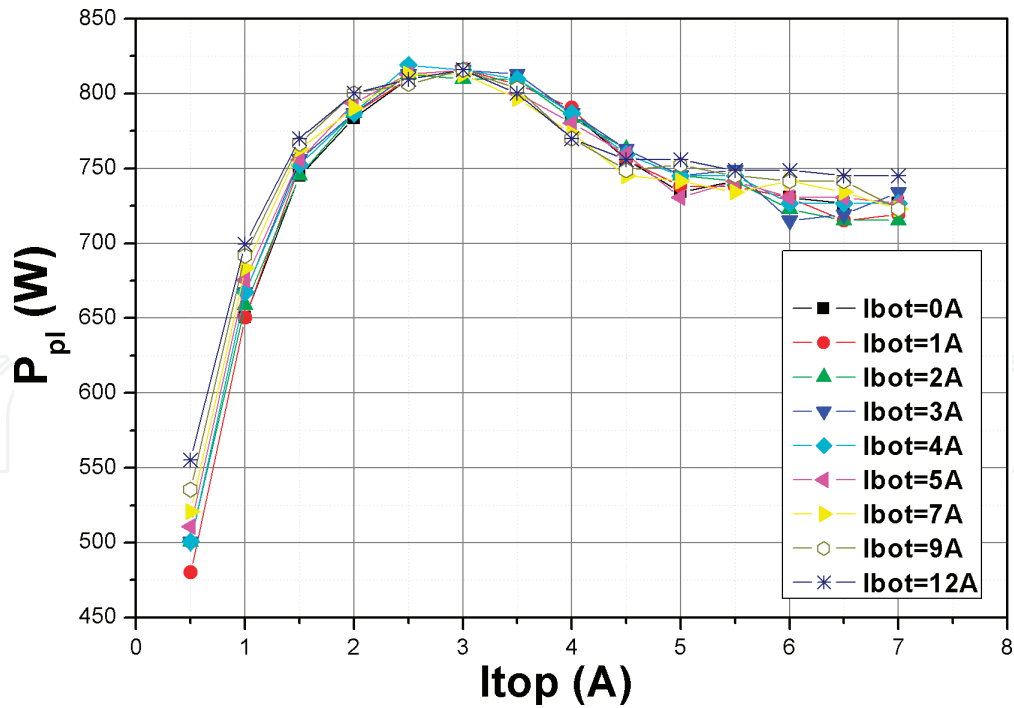 850
800
750
700
650
600
550
500
450
P_pl (W)
0 1 2 3 4 5 6 7 8
Itop (A)
Ibot=0A
Ibot=1A
Ibot=2A
Ibot=3A
Ibot=4A
Ibot=5A
Ibot=7A
Ibot=9A
Ibot=12A